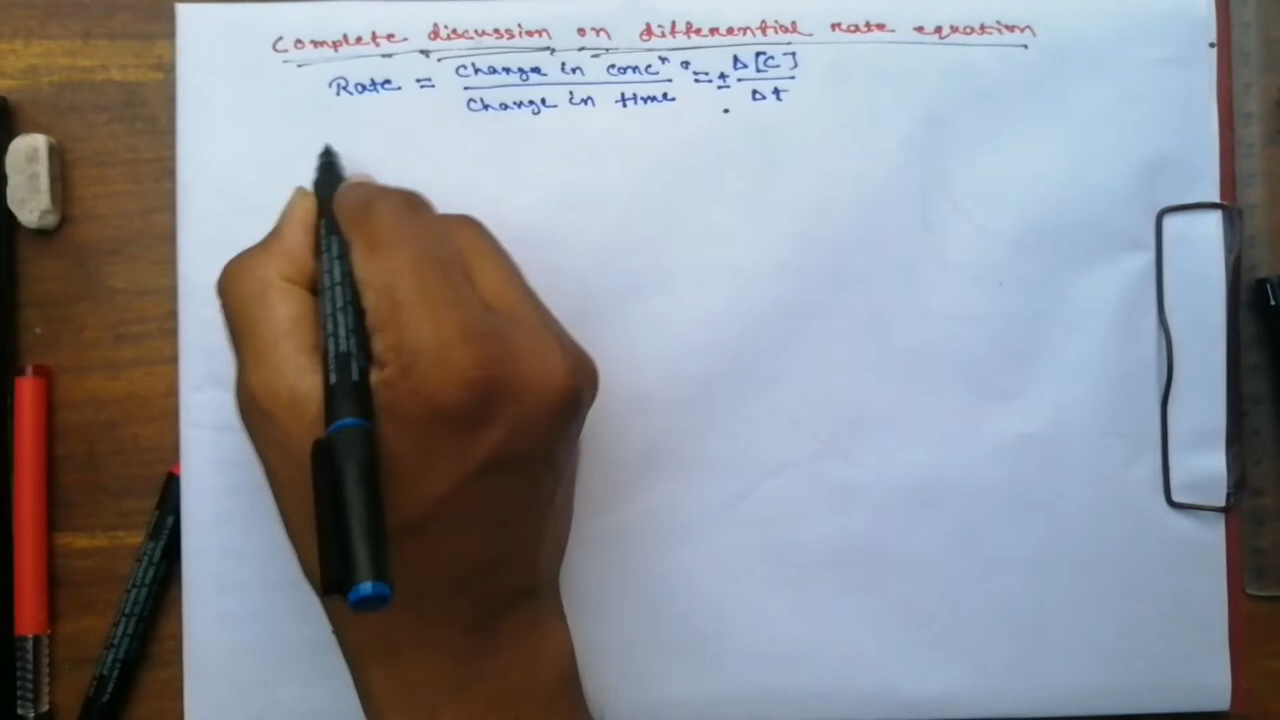 Complete discussion on differential rate equation
Rate = change in concⁿ / change in time = ± Δ[C] / Δt